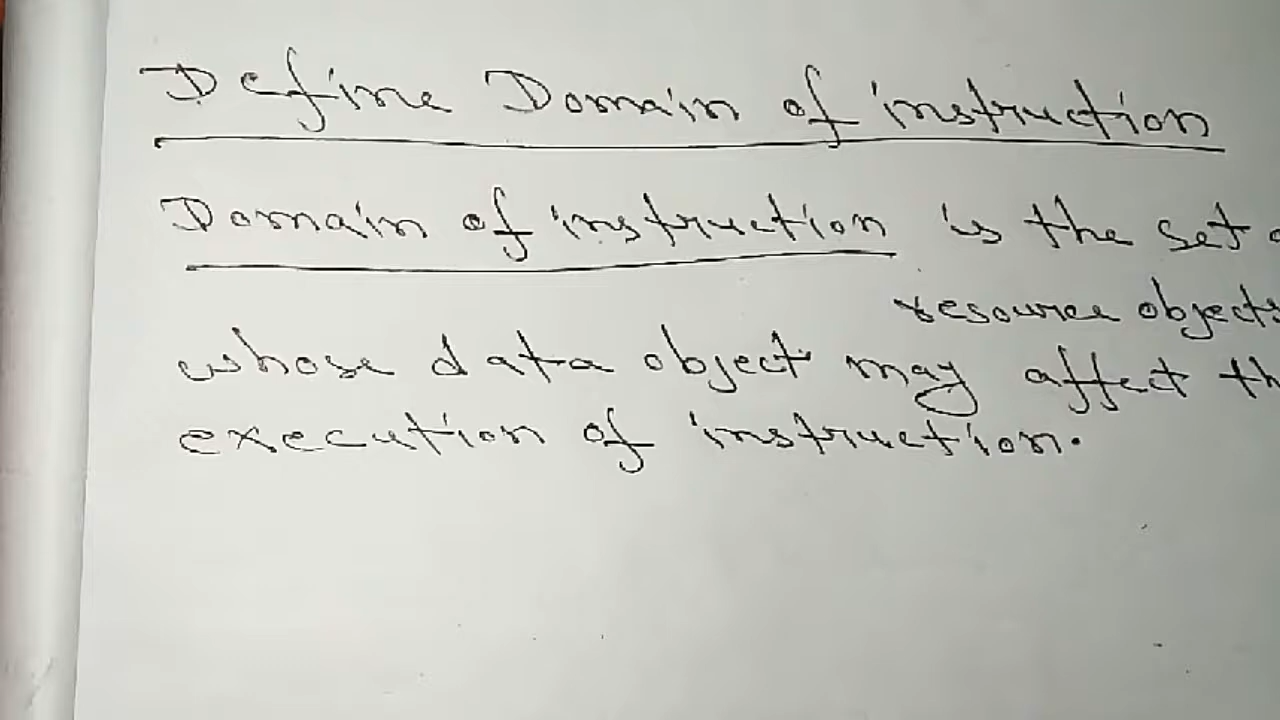 Define Domain of instruction
Domain of instruction is the set
resource objects
whose data object may affect
execution of instruction.